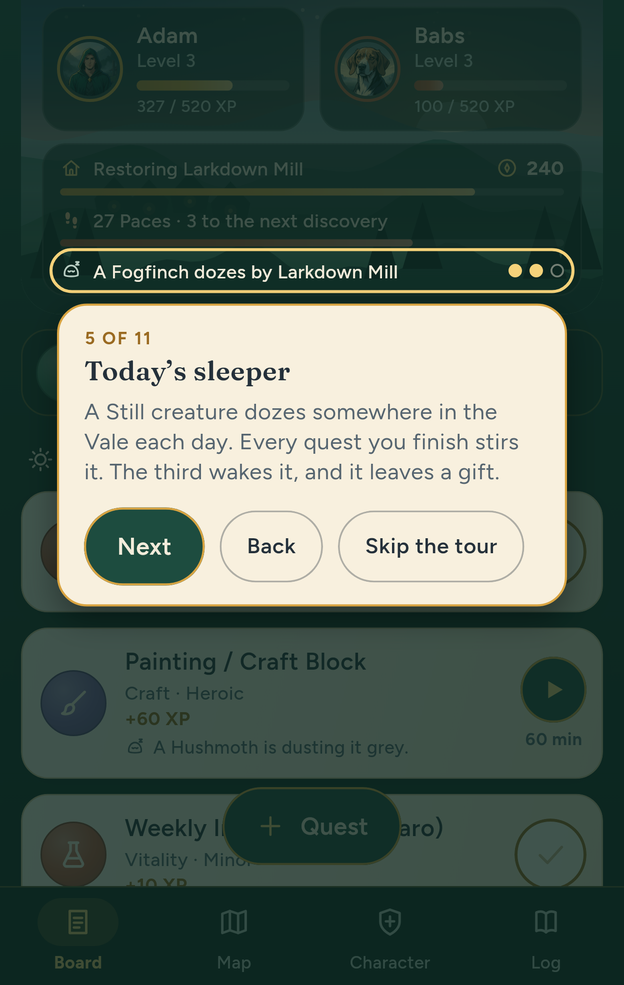 Adam
Level 3
327 / 520 XP
Babs
Level 3
100 / 520 XP
Restoring Larkdown Mill
240
27 Paces · 3 to the next discovery
A Fogfinch dozes by Larkdown Mill
5 OF 11
Today’s sleeper
A Still creature dozes somewhere in the
Vale each day. Every quest you finish stirs
it. The third wakes it, and it leaves a gift.
Next
Back
Skip the tour
Painting / Craft Block
Craft · Heroic
+60 XP
A Hushmoth is dusting it grey.
60 min
Weekly
aro)
Vitality · Minor
+10 XP
+ Quest
Board
Map
Character
Log